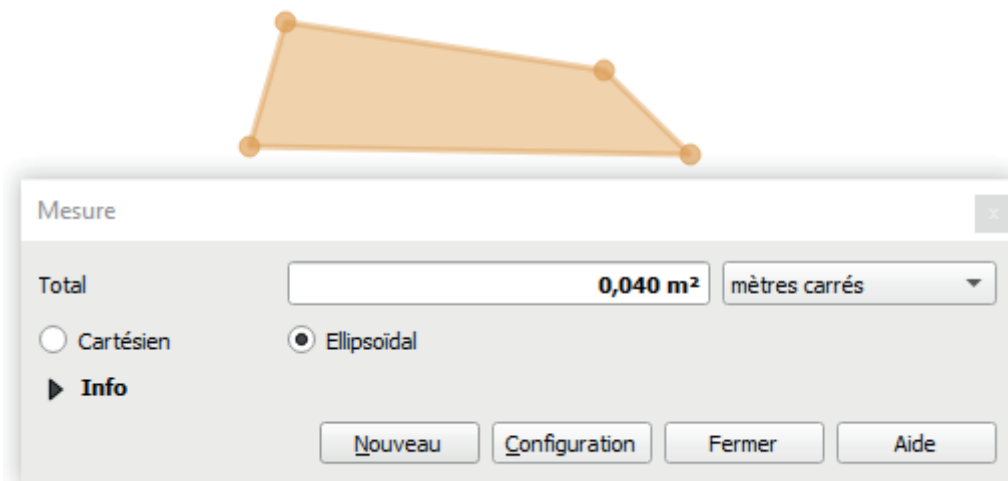 Mesure
x
Total 0,040 m² mètres carrés
Cartésien Ellipsoïdal
Info
Nouveau Configuration Fermer Aide